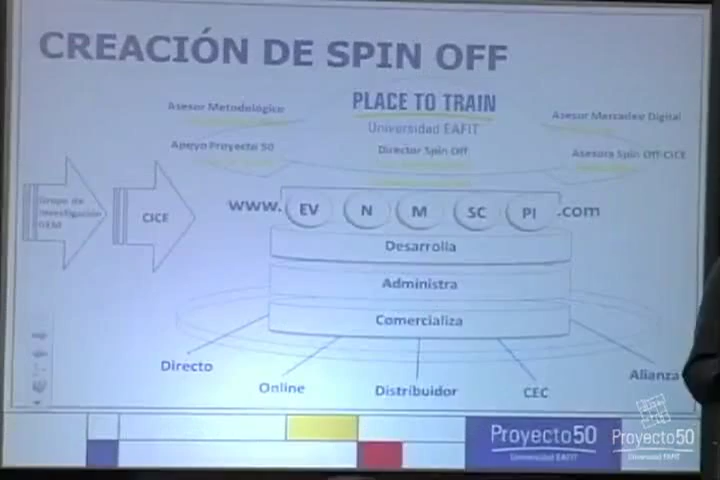 CREACIÓN DE SPIN OFF
PLACE TO TRAIN
Universidad EAFIT
Director Spin Off
Asesor Metodológico
Apoyo Proyecto 50
Asesor Mercadeo Digital
Asesora Spin Off-CICE
Grupo de
Investigación
GEM
CICE
www. EV N M SC PI .com
Desarrolla
Administra
Comercializa
Directo
Online
Distribuidor
CEC
Alianza
Proyecto50
Universidad EAFIT
Proyecto50
Universidad EAFIT